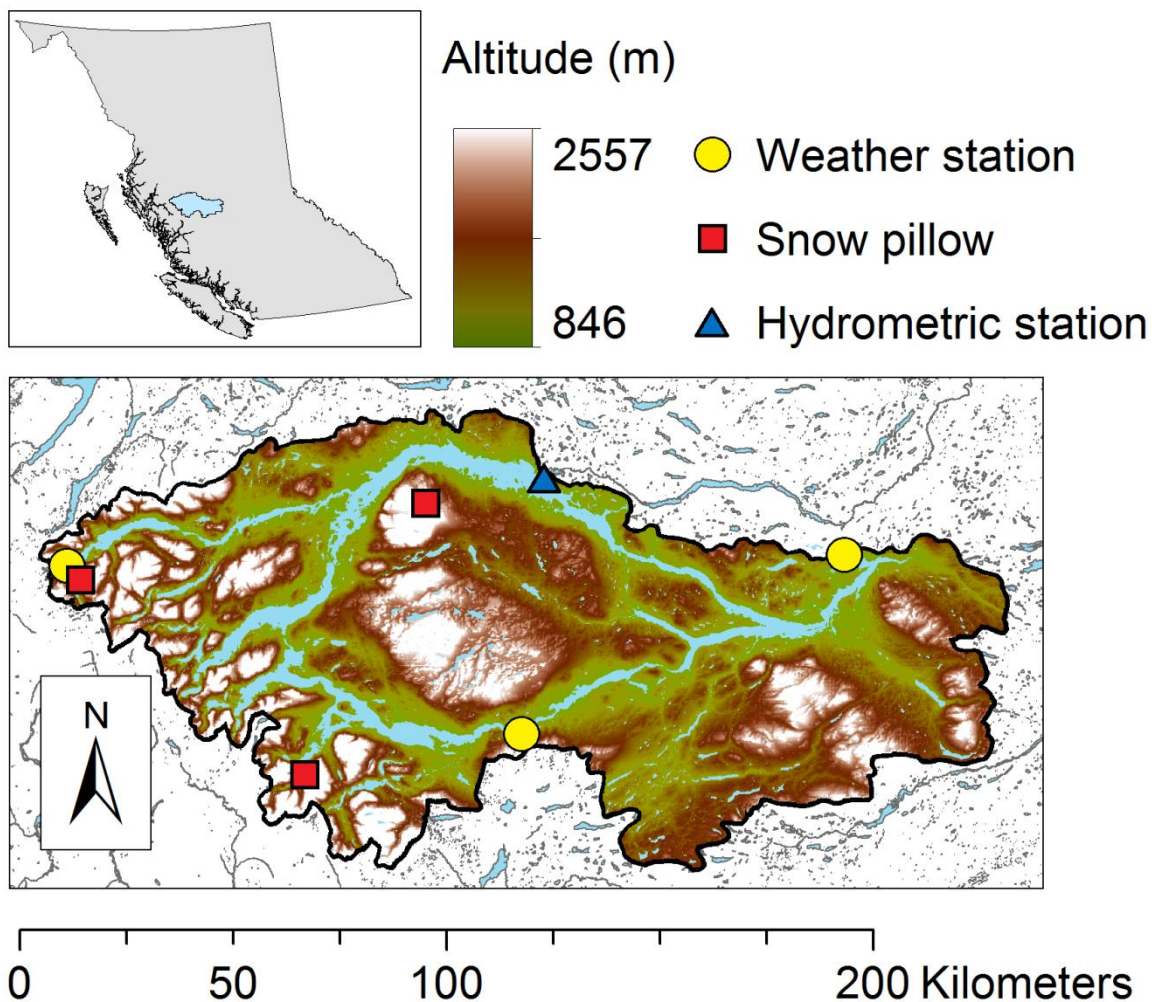 Altitude (m)
2557
846
Weather station
Snow pillow
Hydrometric station
N
0 50 100 200 Kilometers